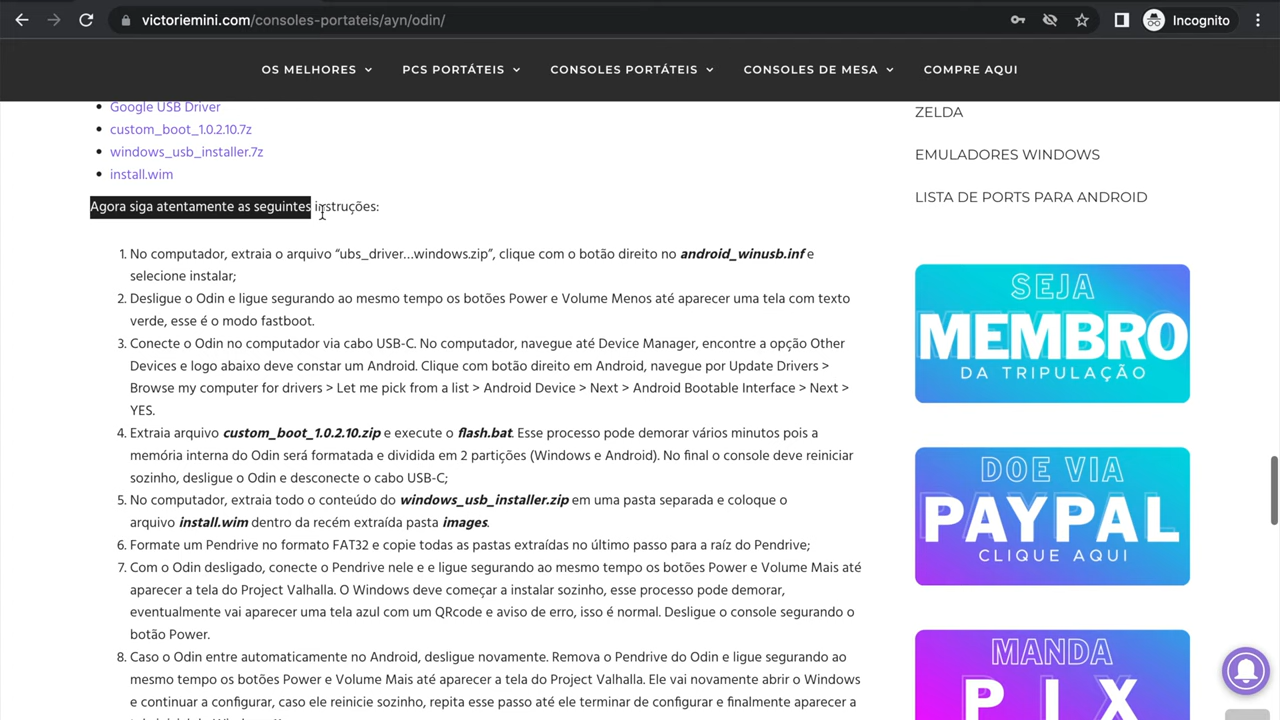 victoriemini.com/consoles-portateis/ayn/odin/
Incognito
OS MELHORES
PCS PORTÁTEIS
CONSOLES PORTÁTEIS
CONSOLES DE MESA
COMPRE AQUI
Google USB Driver
custom_boot_1.0.2.10.7z
windows_usb_installer.7z
install.wim
Agora siga atentamente as seguintes instruções:
1. No computador, extraia o arquivo “ubs_driver…windows.zip”, clique com o botão direito no android_winusb.inf e
selecione instalar;
2. Desligue o Odin e ligue segurando ao mesmo tempo os botões Power e Volume Menos até aparecer uma tela com texto
verde, esse é o modo fastboot.
3. Conecte o Odin no computador via cabo USB-C. No computador, navegue até Device Manager, encontre a opção Other
Devices e logo abaixo deve constar um Android. Clique com botão direito em Android, navegue por Update Drivers >
Browse my computer for drivers > Let me pick from a list > Android Device > Next > Android Bootable Interface > Next >
YES.
4. Extraia arquivo custom_boot_1.0.2.10.zip e execute o flash.bat. Esse processo pode demorar vários minutos pois a
memória interna do Odin será formatada e dividida em 2 partições (Windows e Android). No final o console deve reiniciar
sozinho, desligue o Odin e desconecte o cabo USB-C;
5. No computador, extraia todo o conteúdo do windows_usb_installer.zip em uma pasta separada e coloque o
arquivo install.wim dentro da recém extraída pasta images.
6. Formate um Pendrive no formato FAT32 e copie todas as pastas extraídas no último passo para a raíz do Pendrive;
7. Com o Odin desligado, conecte o Pendrive nele e e ligue segurando ao mesmo tempo os botões Power e Volume Mais até
aparecer a tela do Project Valhalla. O Windows deve começar a instalar sozinho, esse processo pode demorar,
eventualmente vai aparecer uma tela azul com um QRcode e aviso de erro, isso é normal. Desligue o console segurando o
botão Power.
8. Caso o Odin entre automaticamente no Android, desligue novamente. Remova o Pendrive do Odin e ligue segurando ao
mesmo tempo os botões Power e Volume Mais até aparecer a tela do Project Valhalla. Ele vai novamente abrir o Windows
e continuar a configurar, caso ele reinicie sozinho, repita esse passo até ele terminar de configurar e finalmente aparecer a
ZELDA
EMULADORES WINDOWS
LISTA DE PORTS PARA ANDROID
SEJA
MEMBRO
DA TRIPULAÇÃO
DOE VIA
PAYPAL
CLIQUE AQUI
MANDA
PIX